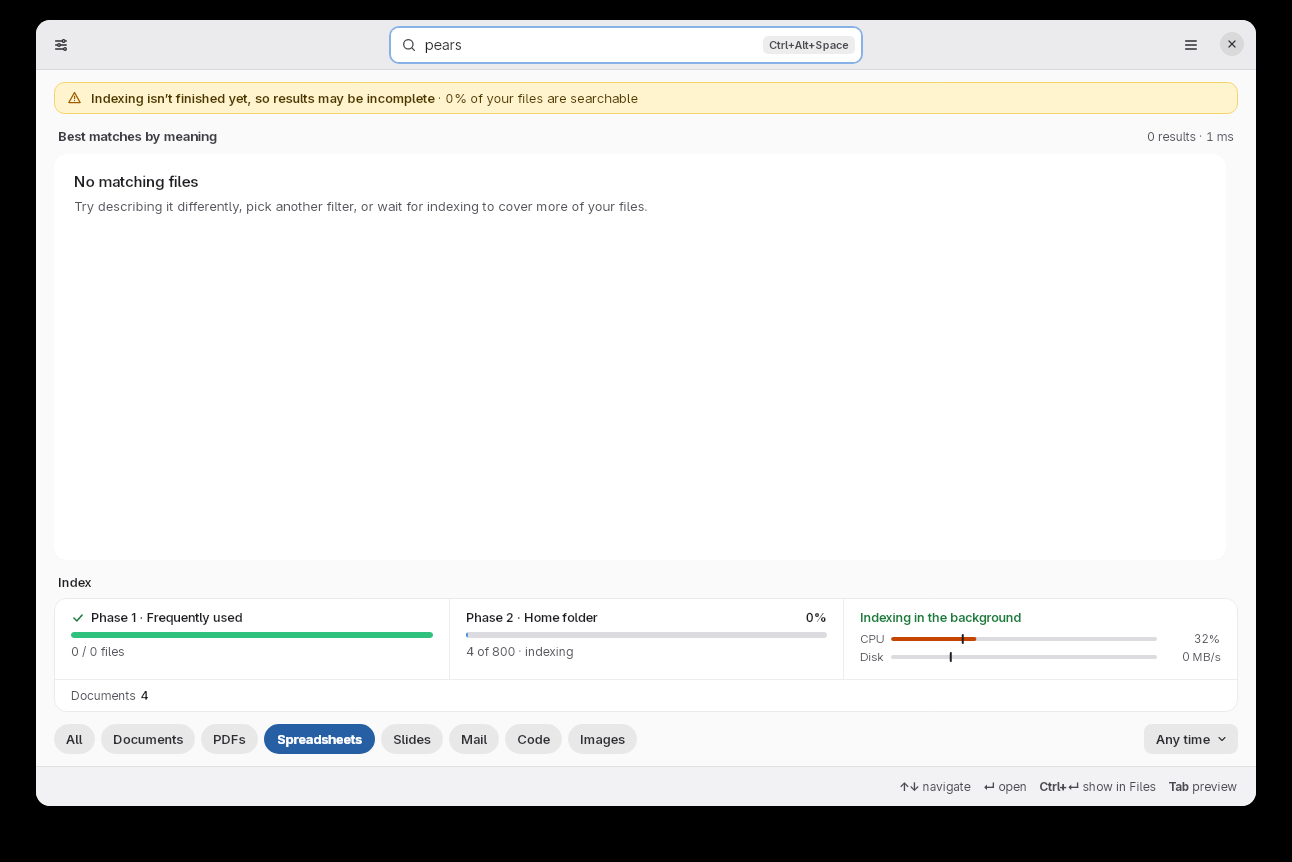 pears
Ctrl+Alt+Space
Indexing isn't finished yet, so results may be incomplete · 0% of your files are searchable
Best matches by meaning
0 results · 1 ms
No matching files
Try describing it differently, pick another filter, or wait for indexing to cover more of your files.
Index
Phase 1 · Frequently used
0 / 0 files
Phase 2 · Home folder
0%
4 of 800 · indexing
Indexing in the background
CPU
32%
Disk
0 MB/s
Documents 4
All
Documents
PDFs
Spreadsheets
Slides
Mail
Code
Images
Any time
↑↓ navigate
↵ open
Ctrl+↵ show in Files
Tab preview